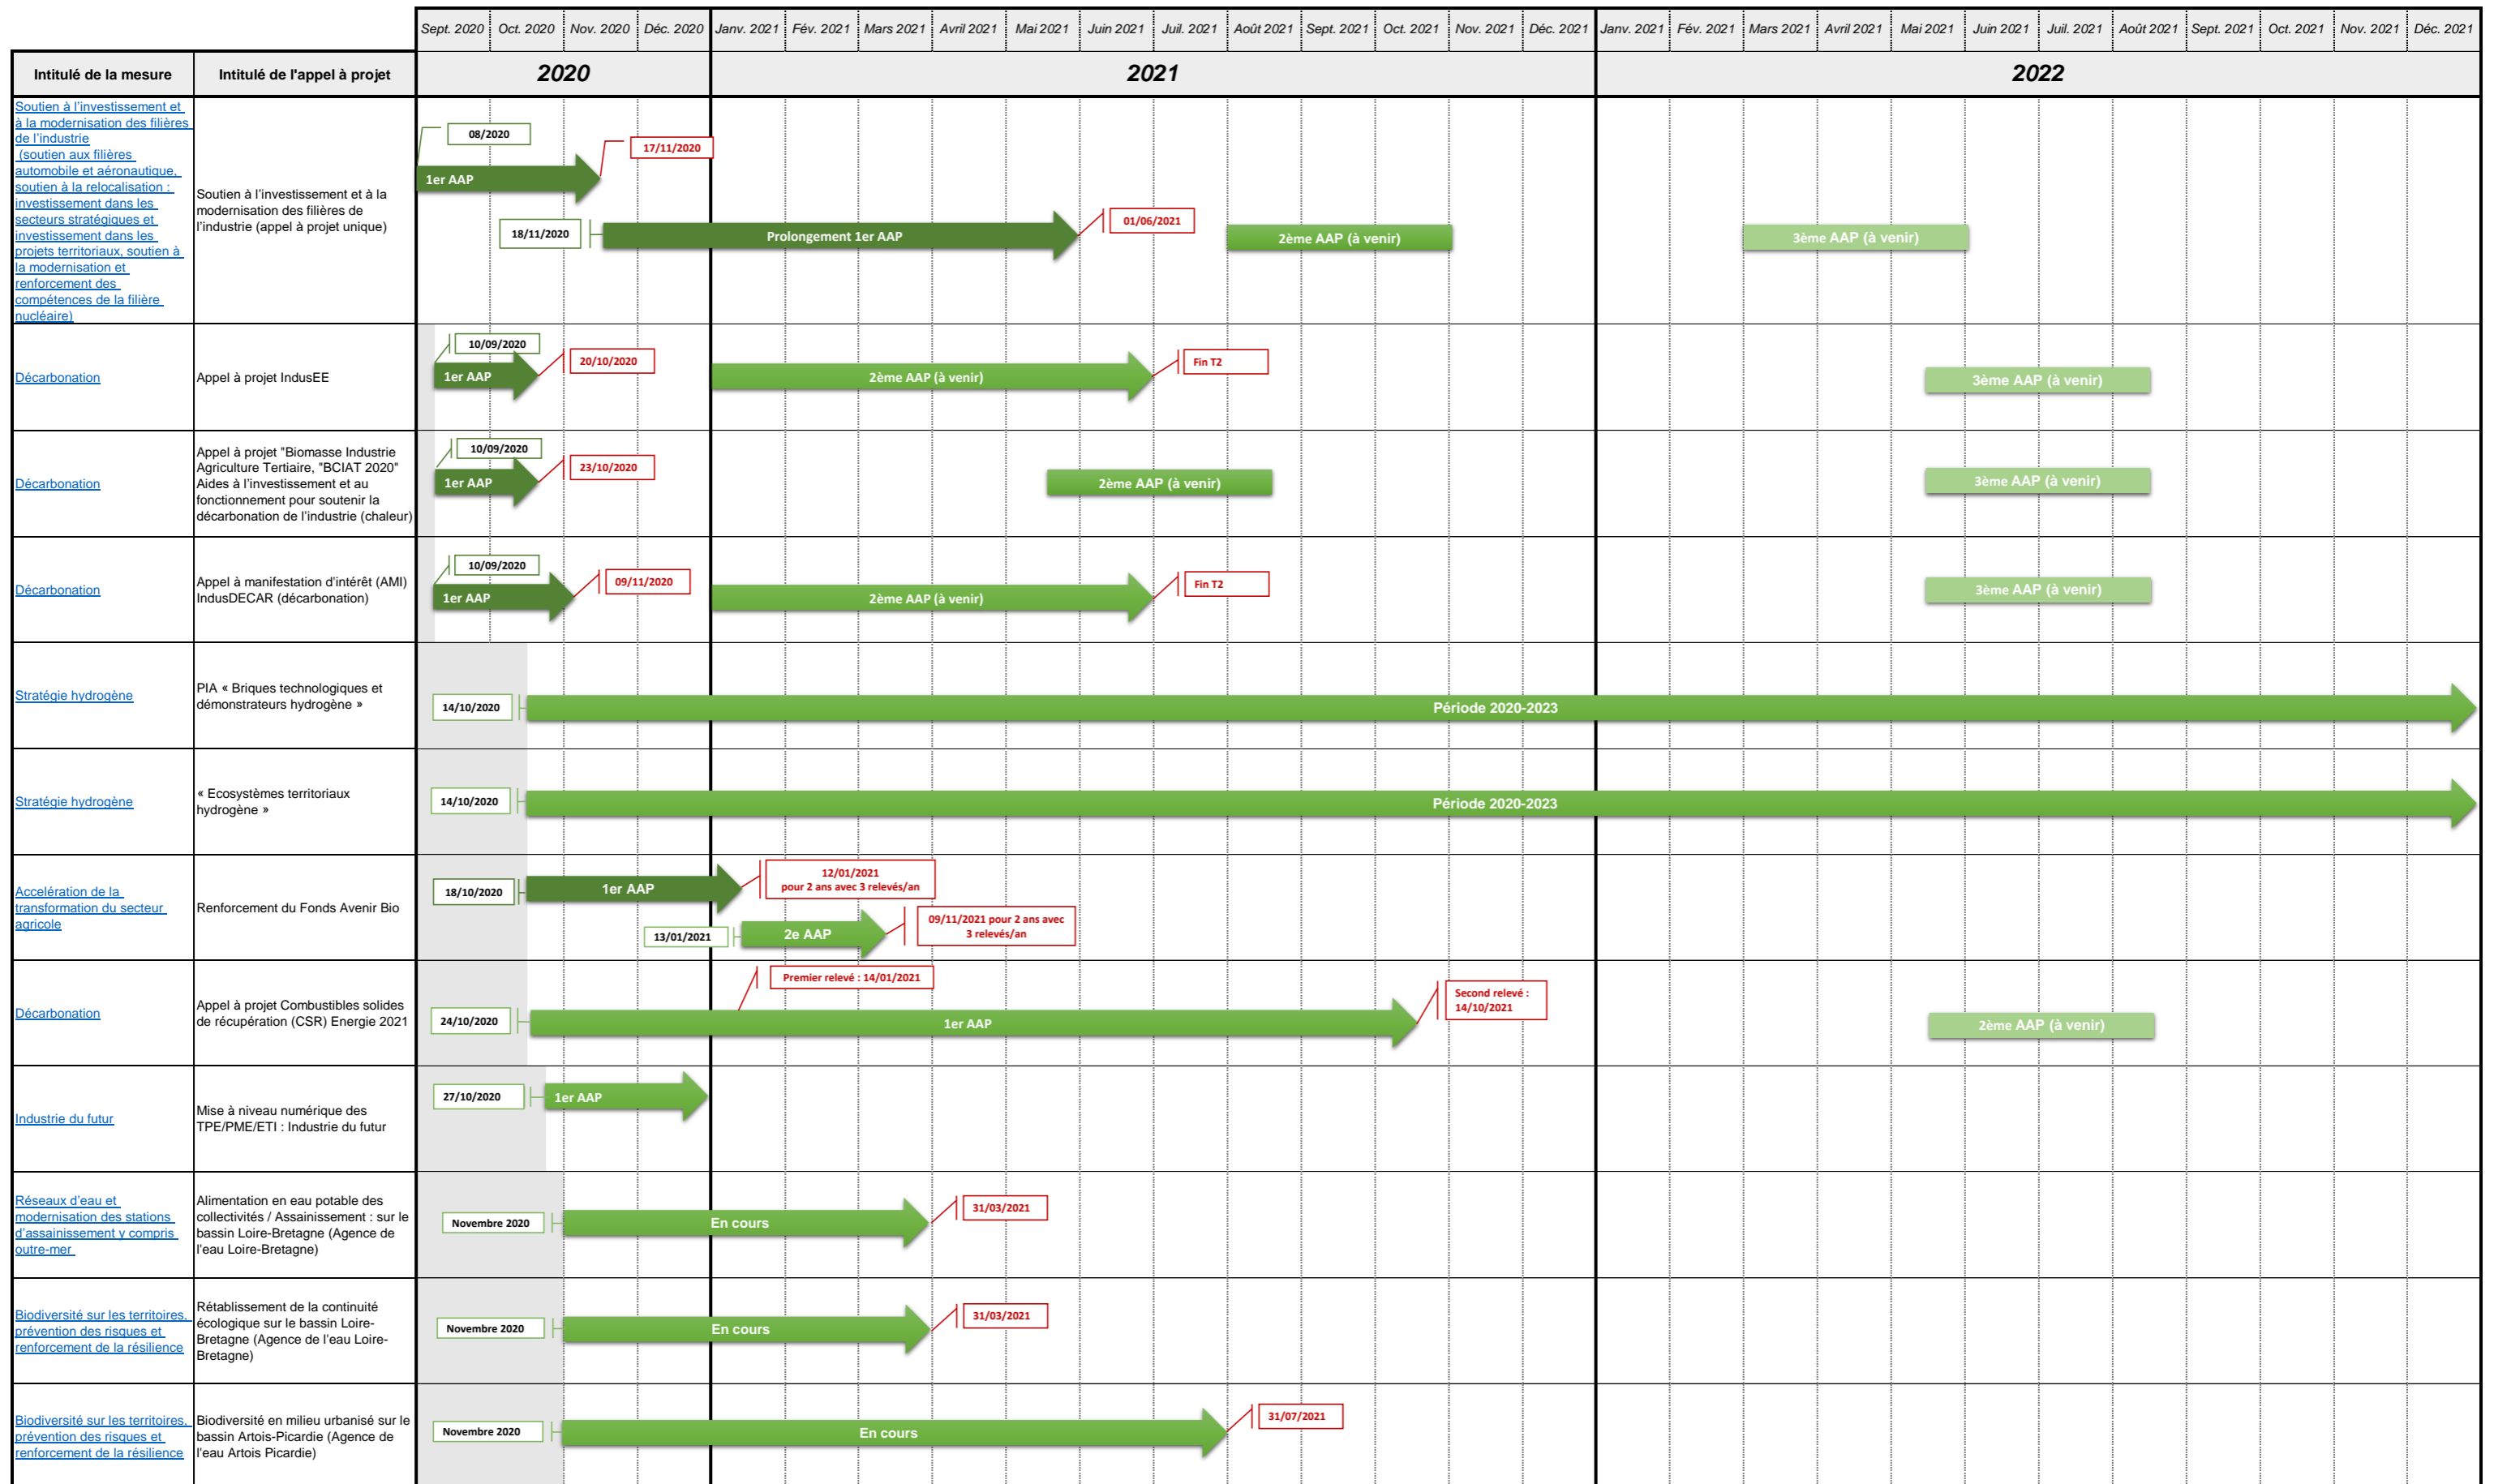 Sept. 2020 Oct. 2020 Nov. 2020 Déc. 2020 Janv. 2021 Fév. 2021 Mars 2021 Avril 2021 Mai 2021 Juin 2021 Juil. 2021 Août 2021 Sept. 2021 Oct. 2021 Nov. 2021 Déc. 2021 Janv. 2021 Fév. 2021 Mars 2021 Avril 2021 Mai 2021 Juin 2021 Juil. 2021 Août 2021 Sept. 2021 Oct. 2021 Nov. 2021 Déc. 2021
Intitulé de la mesure Intitulé de l'appel à projet 2020 2021 2022
Soutien à l'investissement et
à la modernisation des filières
de l'industrie
(soutien aux filières
automobile et aéronautique,
soutien à la relocalisation :
investissement dans les
secteurs stratégiques et
investissement dans les
projets territoriaux, soutien à
la modernisation et
renforcement des
compétences de la filière
nucléaire)
Soutien à l'investissement et à la
modernisation des filières de
l'industrie (appel à projet unique)
08/2020
17/11/2020
1er AAP
18/11/2020
Prolongement 1er AAP
01/06/2021
2ème AAP (à venir)
3ème AAP (à venir)
Décarbonation
Appel à projet IndusEE
10/09/2020
20/10/2020
1er AAP
2ème AAP (à venir)
Fin T2
3ème AAP (à venir)
Décarbonation
Appel à projet "Biomasse Industrie
Agriculture Tertiaire, "BCIAT 2020"
Aides à l'investissement et au
fonctionnement pour soutenir la
décarbonation de l'industrie (chaleur)
10/09/2020
23/10/2020
1er AAP
2ème AAP (à venir)
3ème AAP (à venir)
Décarbonation
Appel à manifestation d'intérêt (AMI)
IndusDECAR (décarbonation)
10/09/2020
09/11/2020
1er AAP
2ème AAP (à venir)
Fin T2
3ème AAP (à venir)
Stratégie hydrogène
PIA « Briques technologiques et
démonstrateurs hydrogène »
14/10/2020
Période 2020-2023
Stratégie hydrogène
« Ecosystèmes territoriaux
hydrogène »
14/10/2020
Période 2020-2023
Accelération de la
transformation du secteur
agricole
Renforcement du Fonds Avenir Bio
18/10/2020
1er AAP
12/01/2021
pour 2 ans avec 3 relevés/an
13/01/2021
2e AAP
09/11/2021 pour 2 ans avec
3 relevés/an
Décarbonation
Appel à projet Combustibles solides
de récupération (CSR) Energie 2021
24/10/2020
Premier relevé : 14/01/2021
1er AAP
Second relevé :
14/10/2021
2ème AAP (à venir)
Industrie du futur
Mise à niveau numérique des
TPE/PME/ETI : Industrie du futur
27/10/2020
1er AAP
Réseaux d'eau et
modernisation des stations
d'assainissement y compris
outre-mer
Alimentation en eau potable des
collectivités / Assainissement : sur le
bassin Loire-Bretagne (Agence de
l'eau Loire-Bretagne)
Novembre 2020
En cours
31/03/2021
Biodiversité sur les territoires,
prévention des risques et
renforcement de la résilience
Rétablissement de la continuité
écologique sur le bassin Loire-
Bretagne (Agence de l'eau Loire-
Bretagne)
Novembre 2020
En cours
31/03/2021
Biodiversité sur les territoires,
prévention des risques et
renforcement de la résilience
Biodiversité en milieu urbanisé sur le
bassin Artois-Picardie (Agence de
l'eau Artois Picardie)
Novembre 2020
En cours
31/07/2021